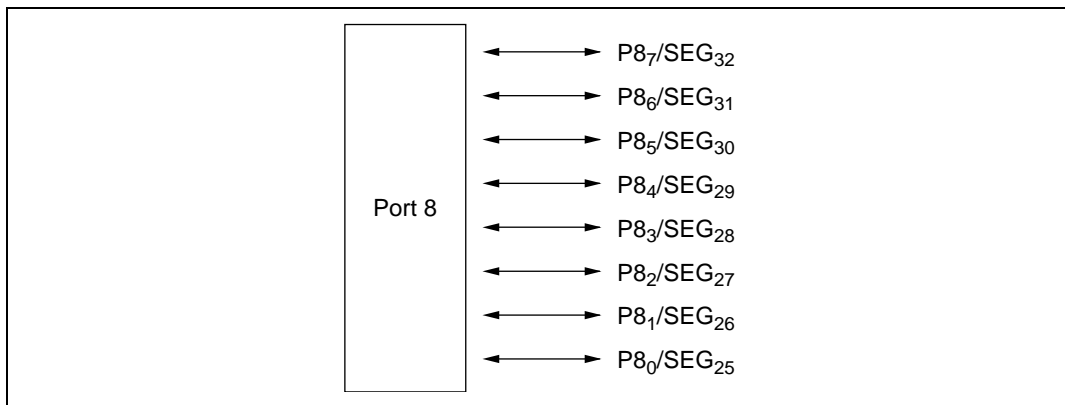 P8₇/SEG₃₂
P8₆/SEG₃₁
P8₅/SEG₃₀
P8₄/SEG₂₉
Port 8
P8₃/SEG₂₈
P8₂/SEG₂₇
P8₁/SEG₂₆
P8₀/SEG₂₅